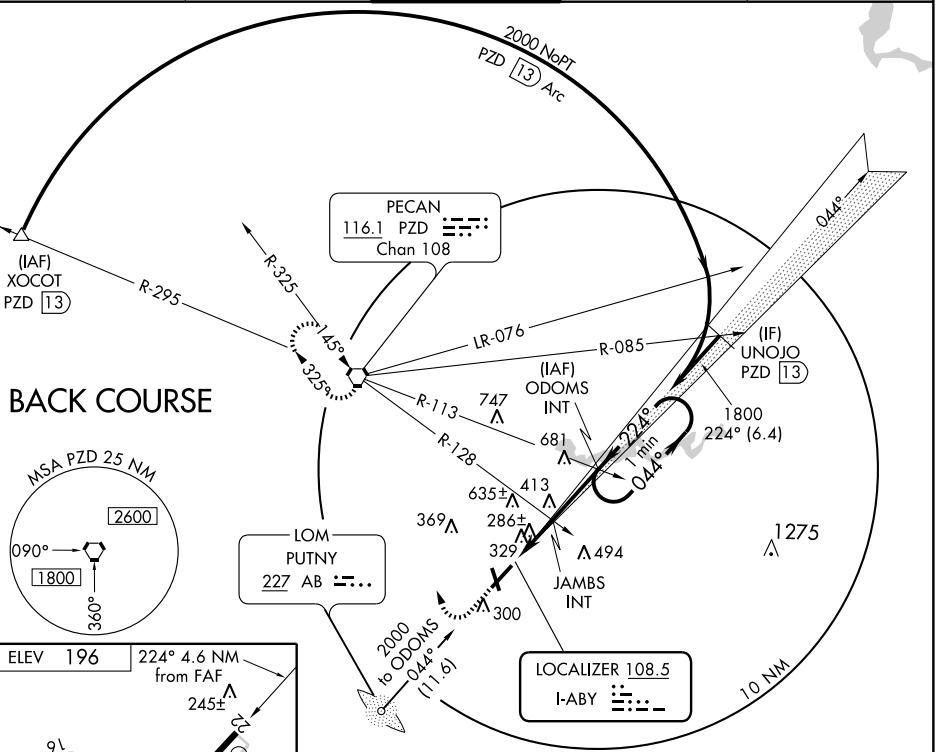 2000 NoPT
PZD 13 Arc
044°
PECAN
116.1 PZD
Chan 108
(IAF)
XOCOT
PZD 13
R-295
R-325
145°
325°
LR-076
R-085
(IF)
UNOJO
PZD 13
(IAF)
ODOMS
INT
R-113
R-128
747
681
1800
224° (6.4)
224°
1 min
044°
BACK COURSE
MSA PZD 25 NM
2600
090°
1800
360°
635±
413
369
286±
329
494
1275
JAMBS
INT
LOM
PUTNY
227 AB
300
2000
to ODOMS
044°
(11.6)
LOCALIZER 108.5
I-ABY
10 NM
ELEV 196
224° 4.6 NM
from FAF
245±
22
16